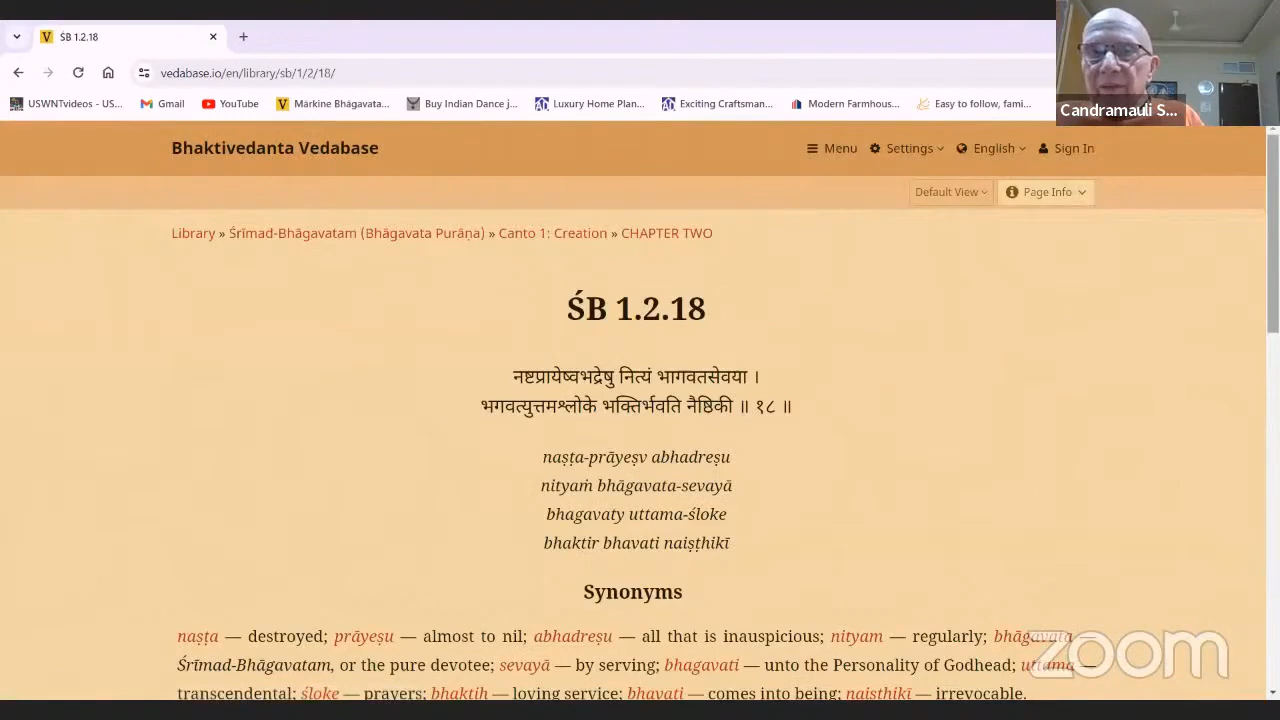 ŚB 1.2.18
vedabase.io/en/library/sb/1/2/18/
USWNTvideos - US... Gmail YouTube Markine Bhāgavata... Buy Indian Dance j... Luxury Home Plan... Exciting Craftsman... Modern Farmhous... Easy to follow, fami...
Candramauli S...
Bhaktivedanta Vedabase
Menu Settings English Sign In
Default View Page Info
Library » Śrīmad-Bhāgavatam (Bhāgavata Purāṇa) » Canto 1: Creation » CHAPTER TWO
ŚB 1.2.18
नष्टप्रायेष्वभद्रेषु नित्यं भागवतसेवया ।
भगवत्युत्तमश्लोके भक्तिर्भवति नैष्ठिकी ॥ १८ ॥
naṣṭa-prāyeṣv abhadreṣu
nityaṁ bhāgavata-sevayā
bhagavaty uttama-śloke
bhaktir bhavati naiṣṭhikī
Synonyms
naṣṭa — destroyed; prāyeṣu — almost to nil; abhadreṣu — all that is inauspicious; nityam — regularly; bhāgavata —
Śrīmad-Bhāgavatam, or the pure devotee; sevayā — by serving; bhagavati — unto the Personality of Godhead; uttama —
transcendental; śloke — prayers; bhaktiḥ — loving service; bhavati — comes into being; naiṣṭhikī — irrevocable.
zoom